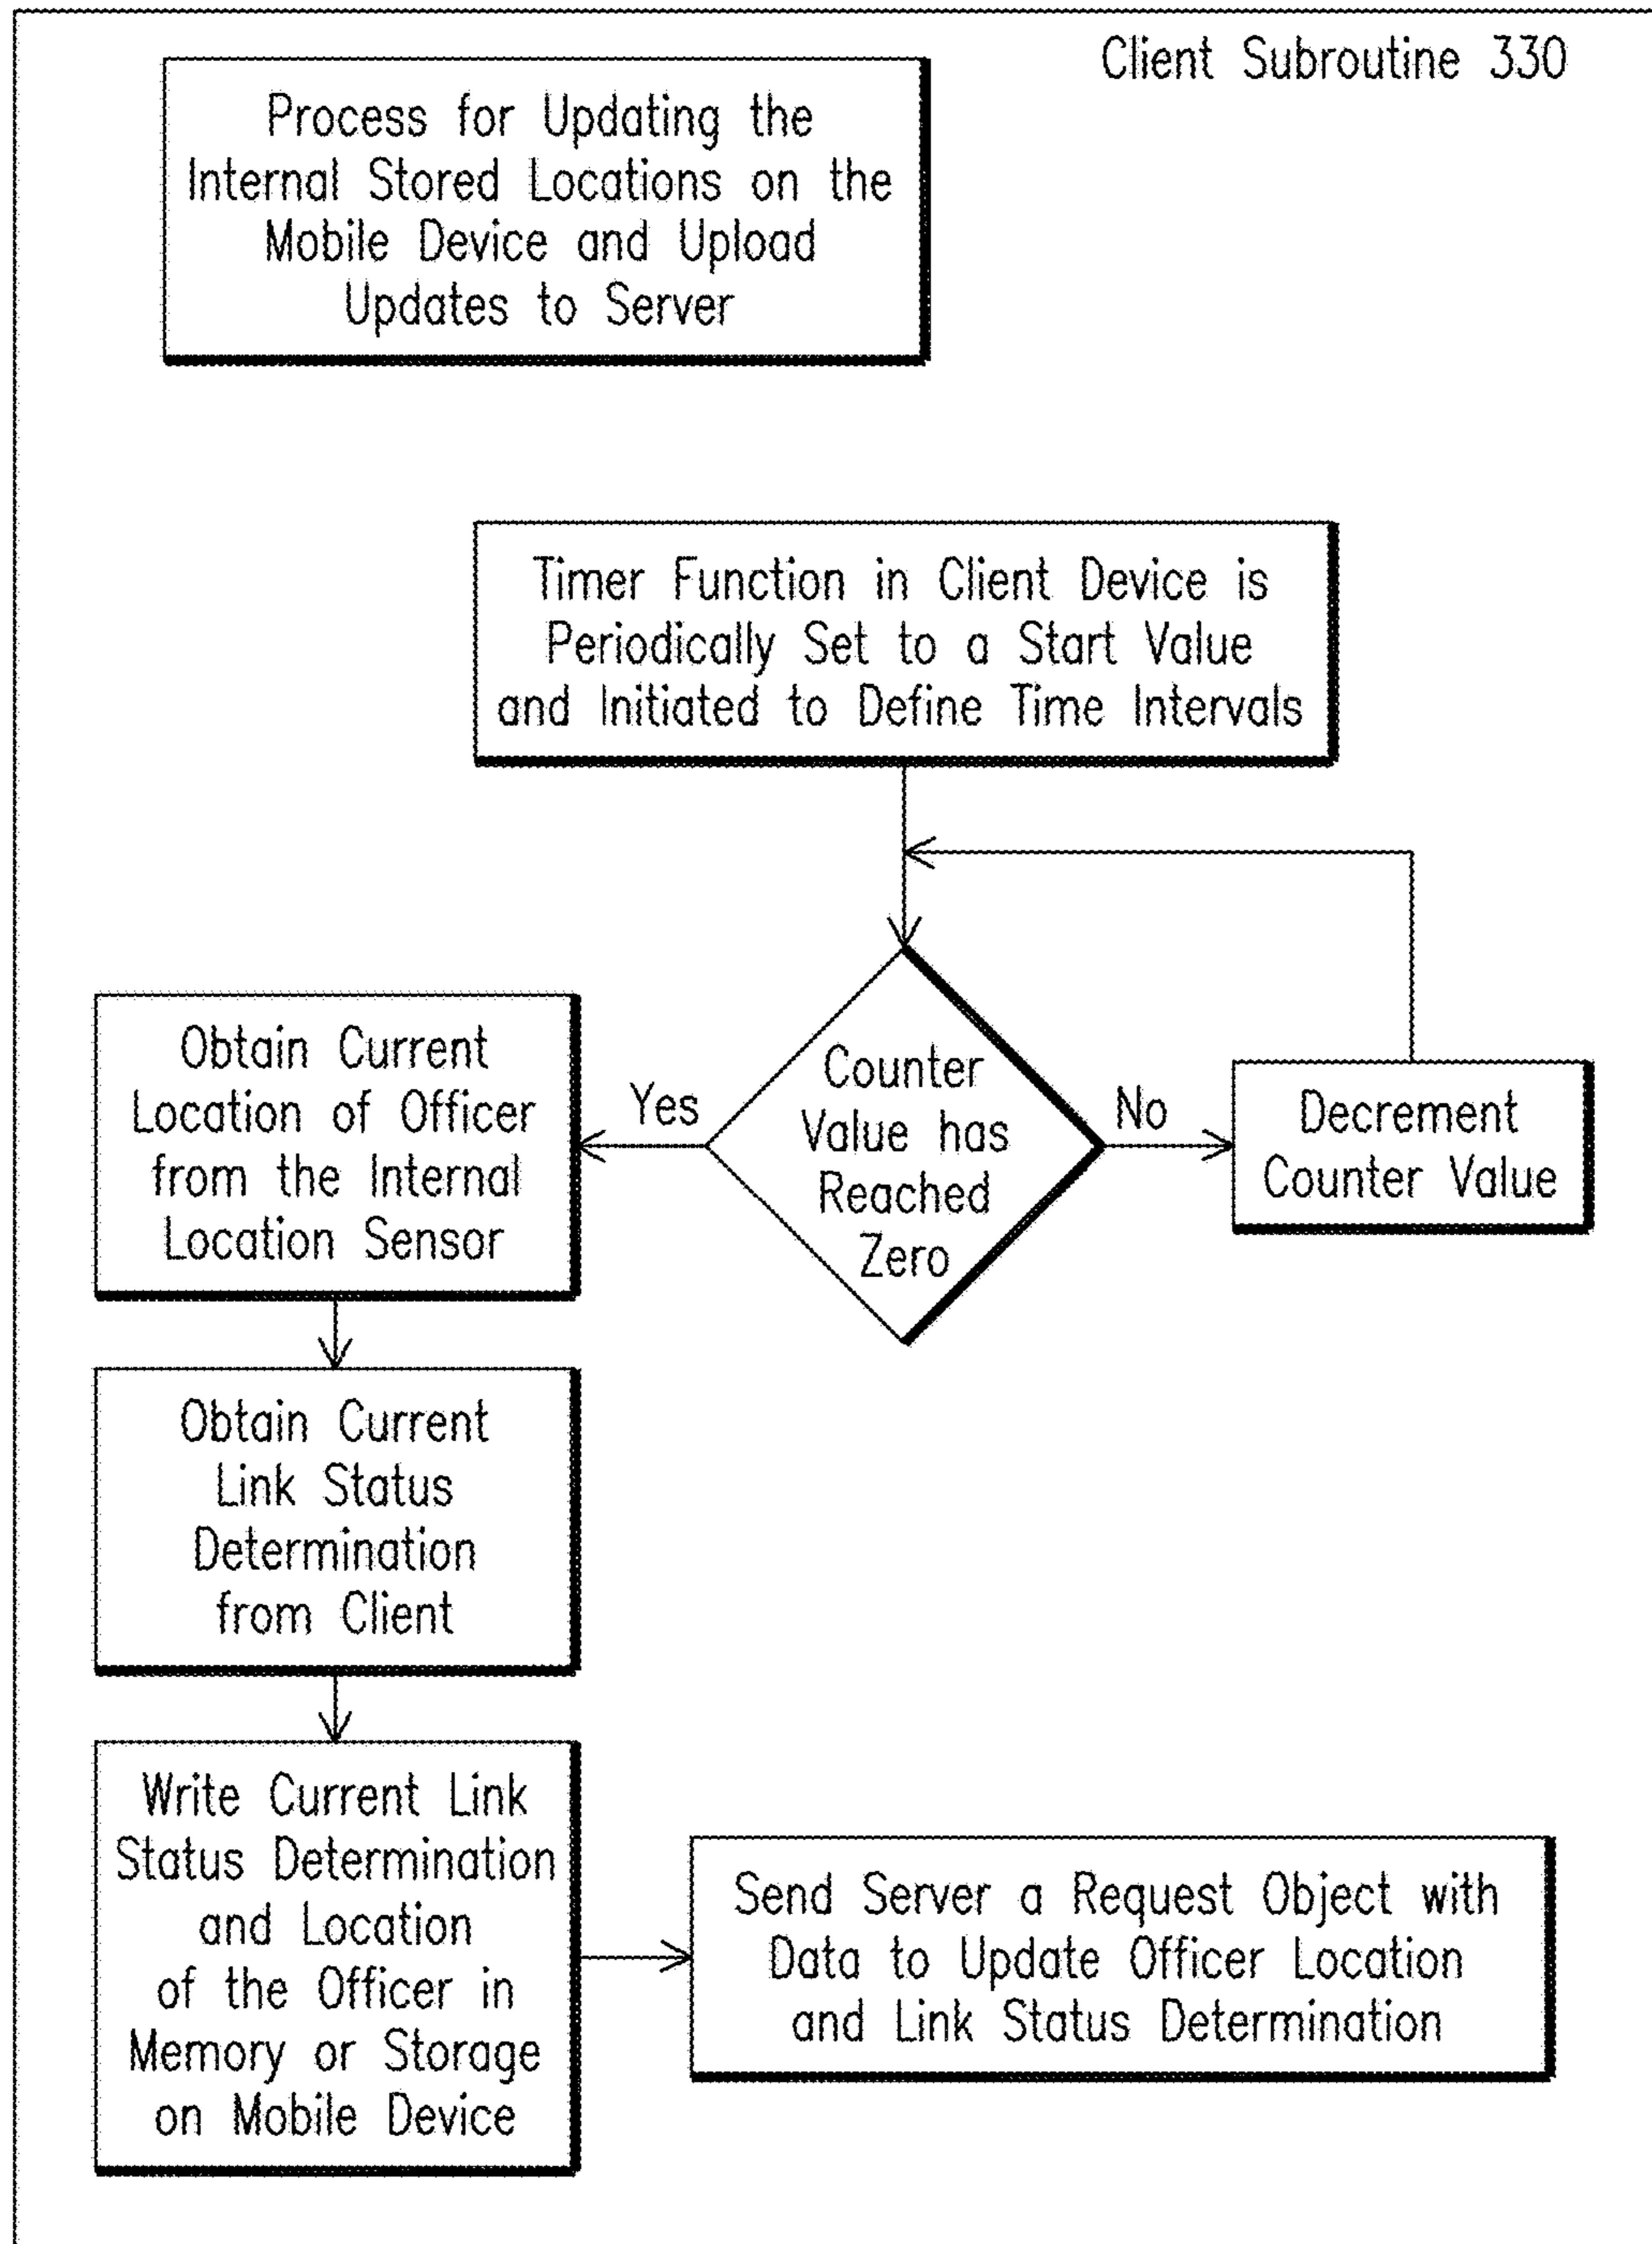 Client Subroutine 330
Process for Updating the
Internal Stored Locations on the
Mobile Device and Upload
Updates to Server
Timer Function in Client Device is
Periodically Set to a Start Value
and Initiated to Define Time Intervals
Counter
Value has
Reached
Zero
Yes
No
Decrement
Counter Value
Obtain Current
Location of Officer
from the Internal
Location Sensor
Obtain Current
Link Status
Determination
from Client
Write Current Link
Status Determination
and Location
of the Officer in
Memory or Storage
on Mobile Device
Send Server a Request Object with
Data to Update Officer Location
and Link Status Determination